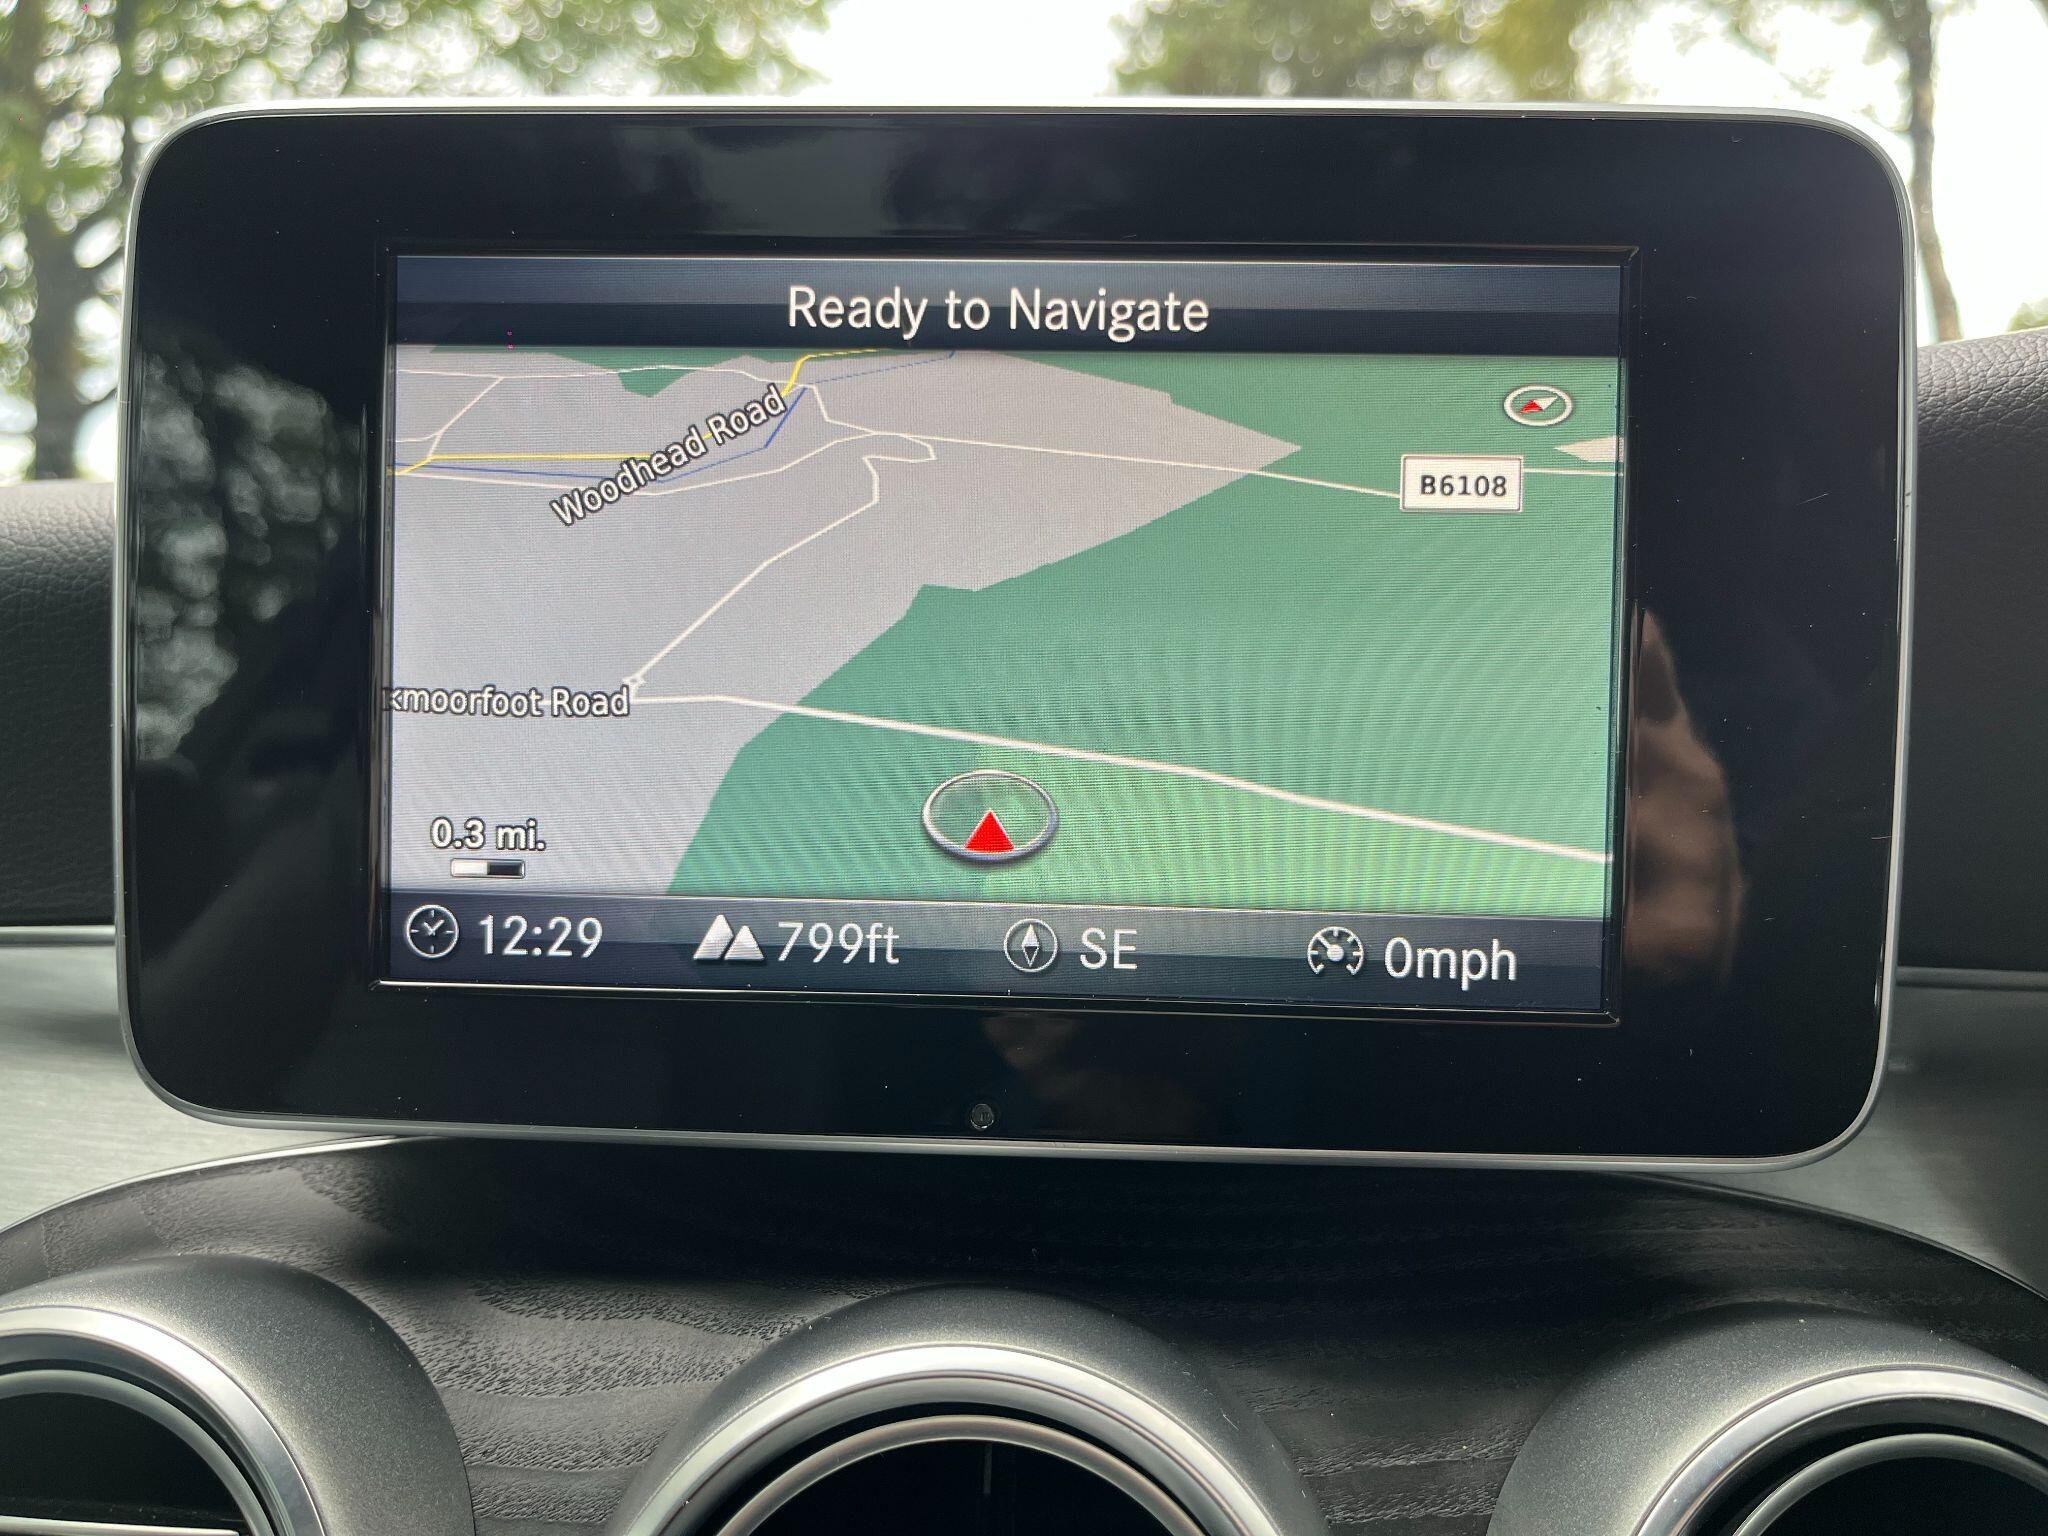 Ready to Navigate
Woodhead Road
B6108
kmoorfoot Road
0.3 mi.
12:29 799ft SE 0mph